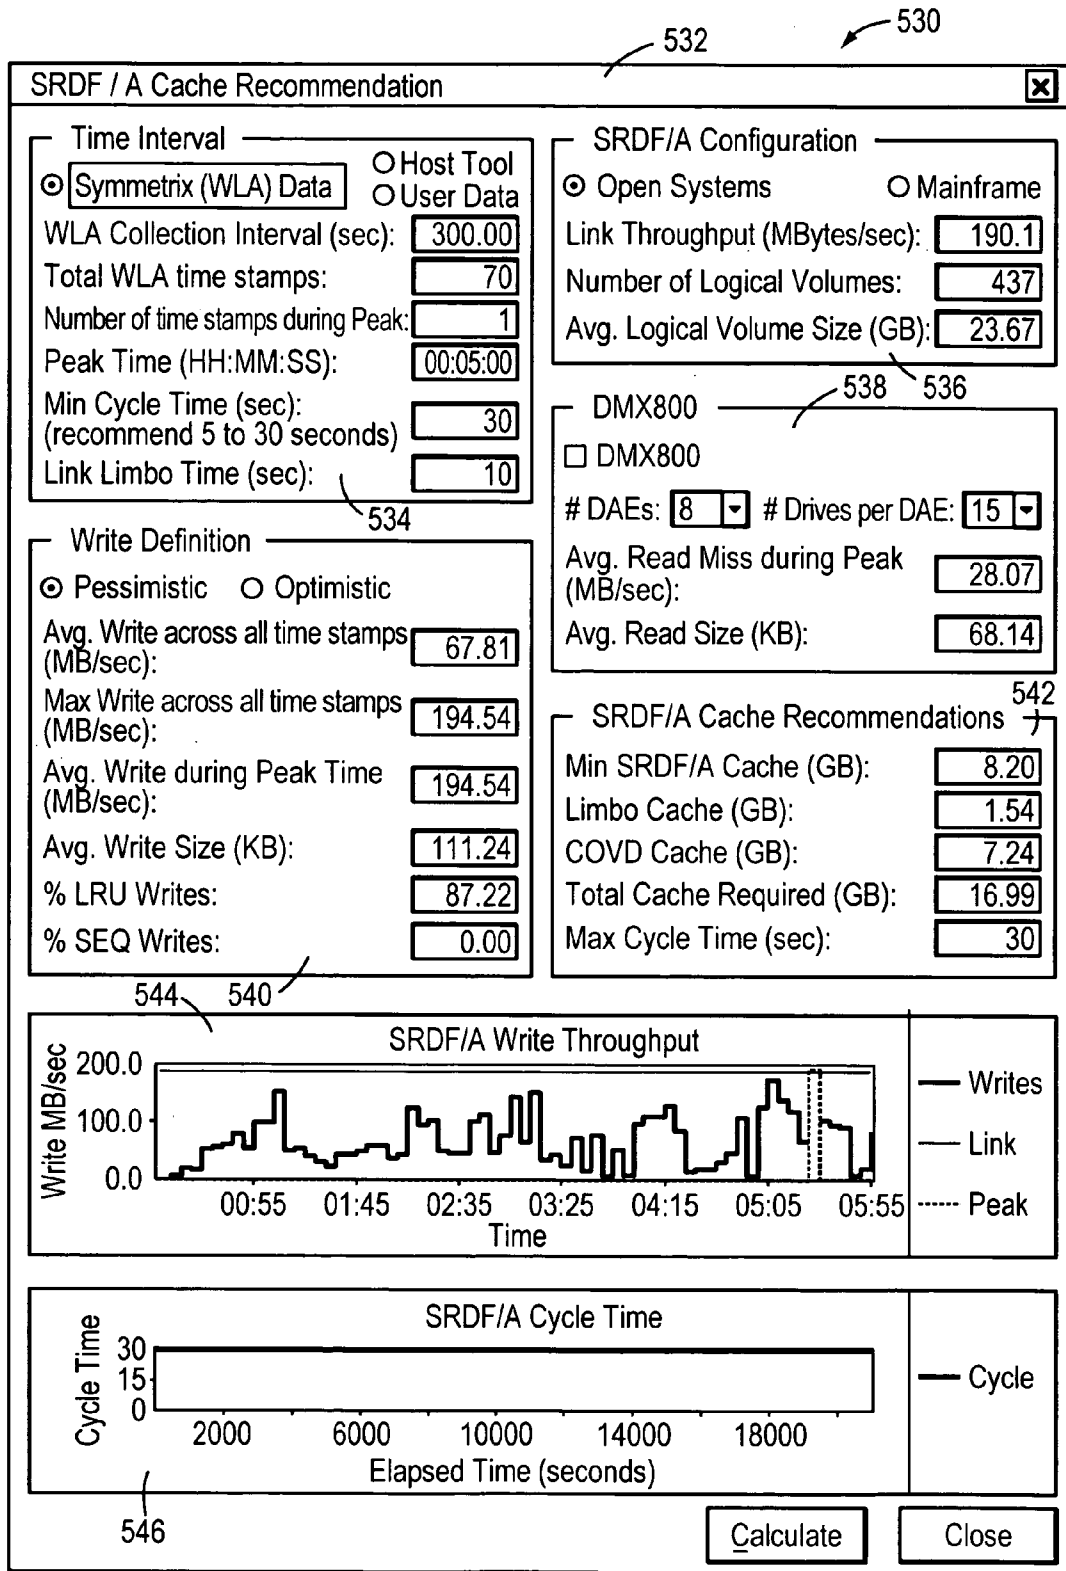 530
532
SRDF / A Cache Recommendation
Time Interval
Host Tool
Symmetrix (WLA) Data
User Data
WLA Collection Interval (sec): 300.00
Total WLA time stamps: 70
Number of time stamps during Peak: 1
Peak Time (HH:MM:SS): 00:05:00
Min Cycle Time (sec):
(recommend 5 to 30 seconds) 30
Link Limbo Time (sec): 10
534
SRDF/A Configuration
Open Systems Mainframe
Link Throughput (MBytes/sec): 190.1
Number of Logical Volumes: 437
Avg. Logical Volume Size (GB): 23.67
536
538
DMX800
DMX800
# DAEs: 8 # Drives per DAE: 15
Avg. Read Miss during Peak
(MB/sec): 28.07
Avg. Read Size (KB): 68.14
Write Definition
Pessimistic Optimistic
Avg. Write across all time stamps
(MB/sec): 67.81
Max Write across all time stamps
(MB/sec): 194.54
Avg. Write during Peak Time
(MB/sec): 194.54
Avg. Write Size (KB): 111.24
% LRU Writes: 87.22
% SEQ Writes: 0.00
540
542
SRDF/A Cache Recommendations
Min SRDF/A Cache (GB): 8.20
Limbo Cache (GB): 1.54
COVD Cache (GB): 7.24
Total Cache Required (GB): 16.99
Max Cycle Time (sec): 30
544
SRDF/A Write Throughput
Write MB/sec
200.0
100.0
0.0
00:55 01:45 02:35 03:25 04:15 05:05 05:55
Time
Writes
Link
Peak
SRDF/A Cycle Time
Cycle Time
30
15
0
2000 6000 10000 14000 18000
Elapsed Time (seconds)
Cycle
546
Calculate Close